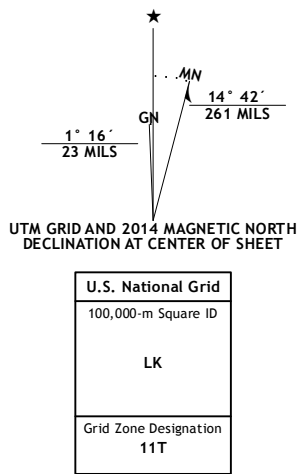 MN
GN
14° 42´
261 MILS
1° 16´
23 MILS
UTM GRID AND 2014 MAGNETIC NORTH
DECLINATION AT CENTER OF SHEET
U.S. National Grid
100,000-m Square ID
LK
Grid Zone Designation
11T